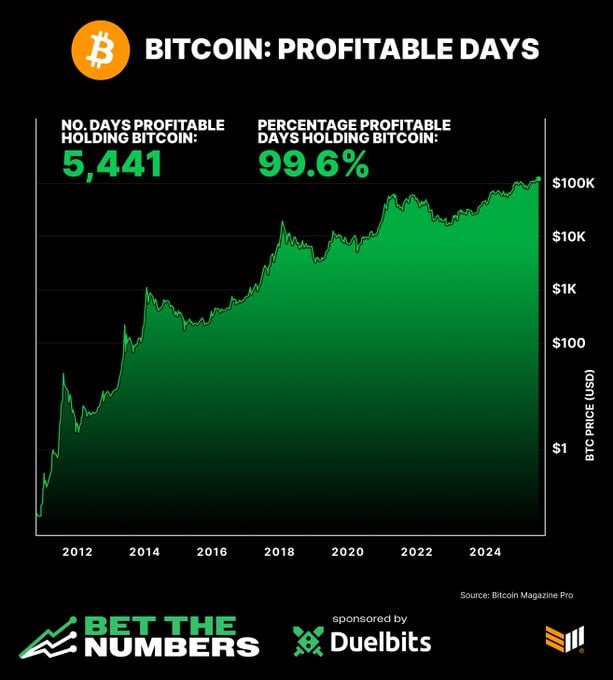 BITCOIN: PROFITABLE DAYS
NO. DAYS PROFITABLE
HOLDING BITCOIN:
5,441
PERCENTAGE PROFITABLE
DAYS HOLDING BITCOIN:
99.6%
$100K
$10K
$1K
$100
$1
BTC PRICE (USD)
2012 2014 2016 2018 2020 2022 2024
Source: Bitcoin Magazine Pro
BET THE
NUMBERS
sponsored by
Duelbits